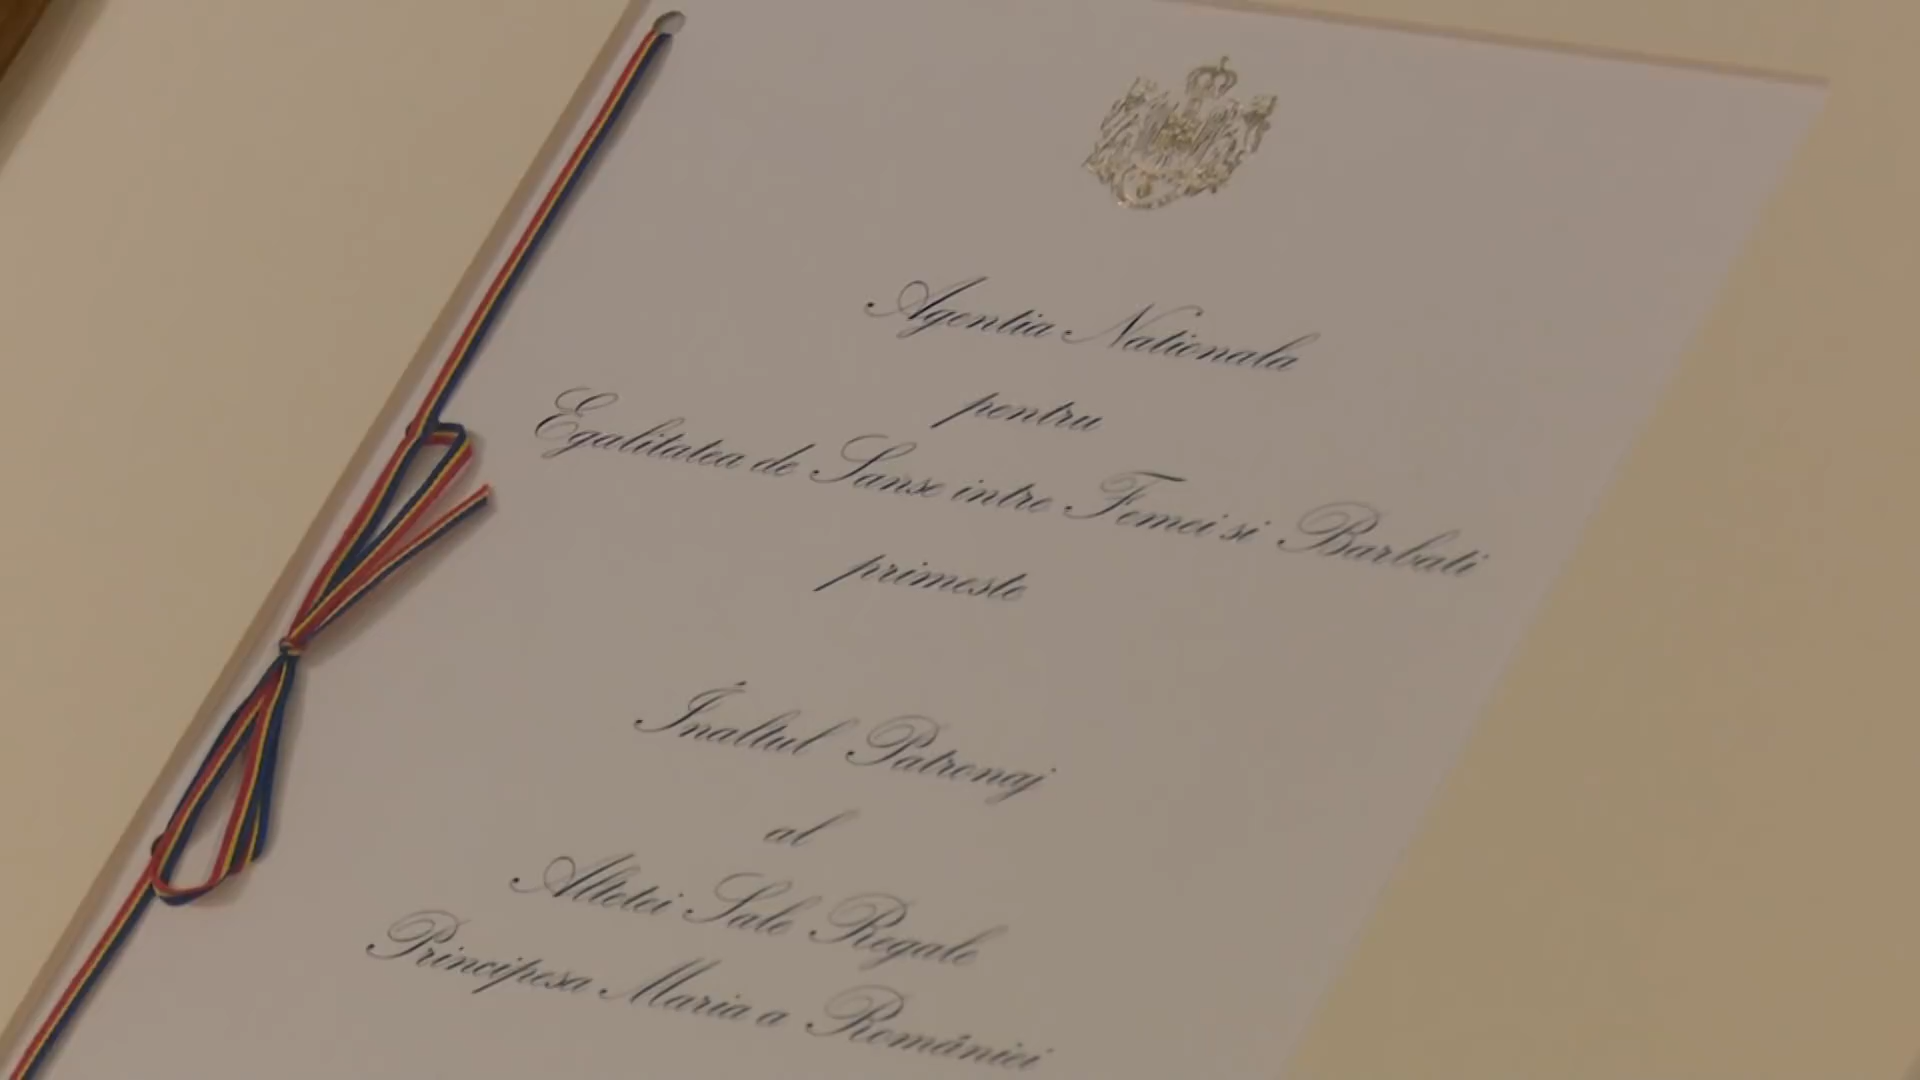 Agentia Nationala
pentru
Egalitatea de Sanse intre Femei si Barbati
primeste
Înaltul Patronaj
al
Altetei Sale Regale
Principesa Maria a României